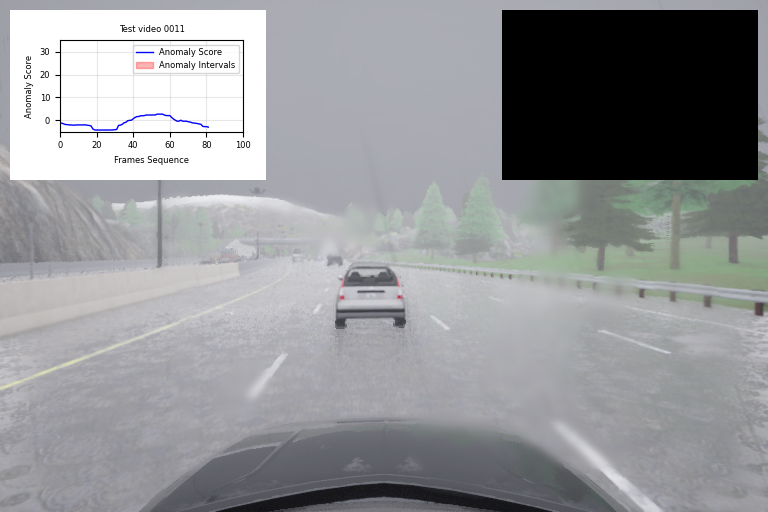 Test video 0011
Anomaly Score
Anomaly Intervals
30
20
10
0
Anomaly Score
0 20 40 60 80 100
Frames Sequence